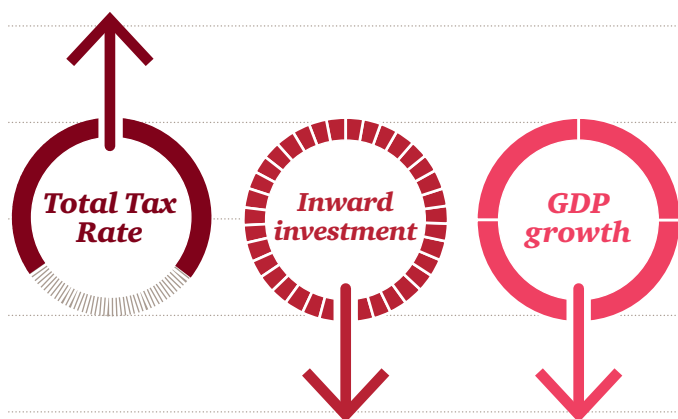 Total Tax
Rate
Inward
investment
GDP
growth